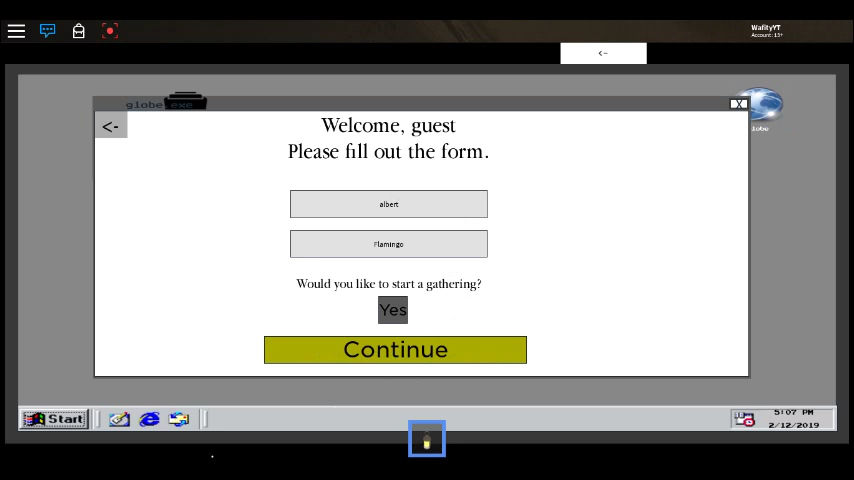 WafityYT
Account: 13+
<-
globe exe
X
<-
Welcome, guest
Please fill out the form.
lobe
albert
Flamingo
Would you like to start a gathering?
Yes
Continue
Start
5:07 PM
2/12/2019